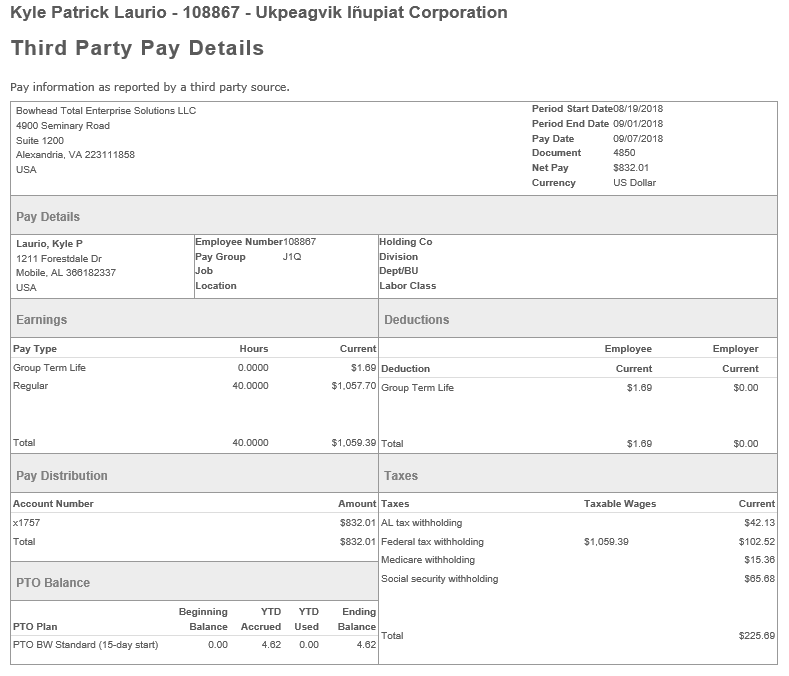 Kyle Patrick Laurio - 108867 - Ukpeagvik Iñupiat Corporation
Third Party Pay Details
Pay information as reported by a third party source.
Bowhead Total Enterprise Solutions LLC
4900 Seminary Road
Suite 1200
Alexandria, VA 223111858
USA
Period Start Date08/19/2018
Period End Date 09/01/2018
Pay Date 09/07/2018
Document 4850
Net Pay $832.01
Currency US Dollar
Pay Details
Laurio, Kyle P
1211 Forestdale Dr
Mobile, AL 366182337
USA
Employee Number108867
Pay Group J1Q
Job
Location
Holding Co
Division
Dept/BU
Labor Class
Earnings
Pay Type Hours Current
Group Term Life 0.0000 $1.69
Regular 40.0000 $1,057.70
Total 40.0000 $1,059.39
Deductions
Employee Employer
Deduction Current Current
Group Term Life $1.69 $0.00
Total $1.69 $0.00
Pay Distribution
Account Number Amount
x1757 $832.01
Total $832.01
PTO Balance
Beginning YTD YTD Ending
PTO Plan Balance Accrued Used Balance
PTO BW Standard (15-day start) 0.00 4.62 0.00 4.62
Taxes
Taxes Taxable Wages Current
AL tax withholding $42.13
Federal tax withholding $1,059.39 $102.52
Medicare withholding $15.36
Social security withholding $65.68
Total $225.69